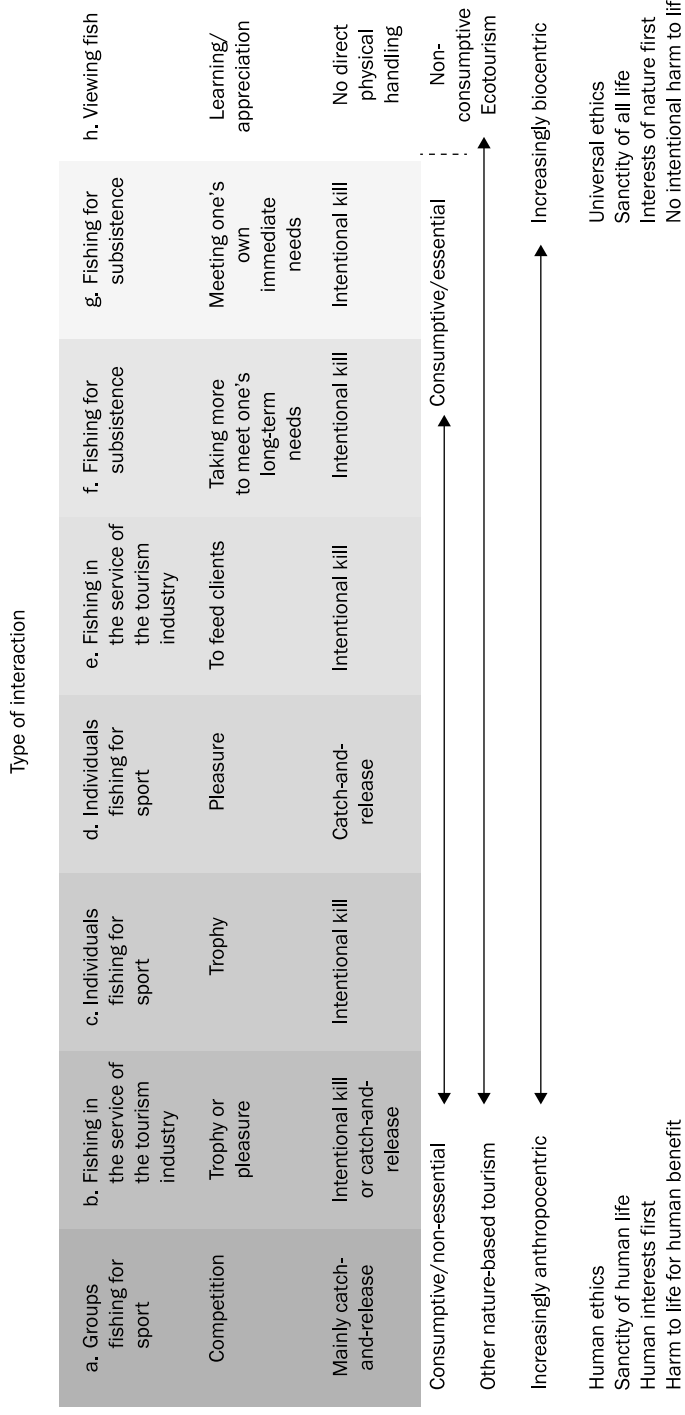 Type of interaction
a. Groups
fishing for
sport
b. Fishing in
the service of
the tourism
industry
c. Individuals
fishing for
sport
d. Individuals
fishing for
sport
e. Fishing in
the service of
the tourism
industry
f. Fishing for
subsistence
g. Fishing for
subsistence
h. Viewing fish
Competition
Trophy or
pleasure
Trophy
Pleasure
To feed clients
Taking more
to meet one's
long-term
needs
Meeting one's
own
immediate
needs
Learning/
appreciation
Mainly catch-
and-release
Intentional kill
or catch-and-
release
Intentional kill
Catch-and-
release
Intentional kill
Intentional kill
Intentional kill
No direct
physical
handling
Consumptive/non-essential
Consumptive/essential
Non-
consumptive
Other nature-based tourism
Ecotourism
Increasingly anthropocentric
Increasingly biocentric
Human ethics
Sanctity of human life
Human interests first
Harm to life for human benefit
Universal ethics
Sanctity of all life
Interests of nature first
No intentional harm to life